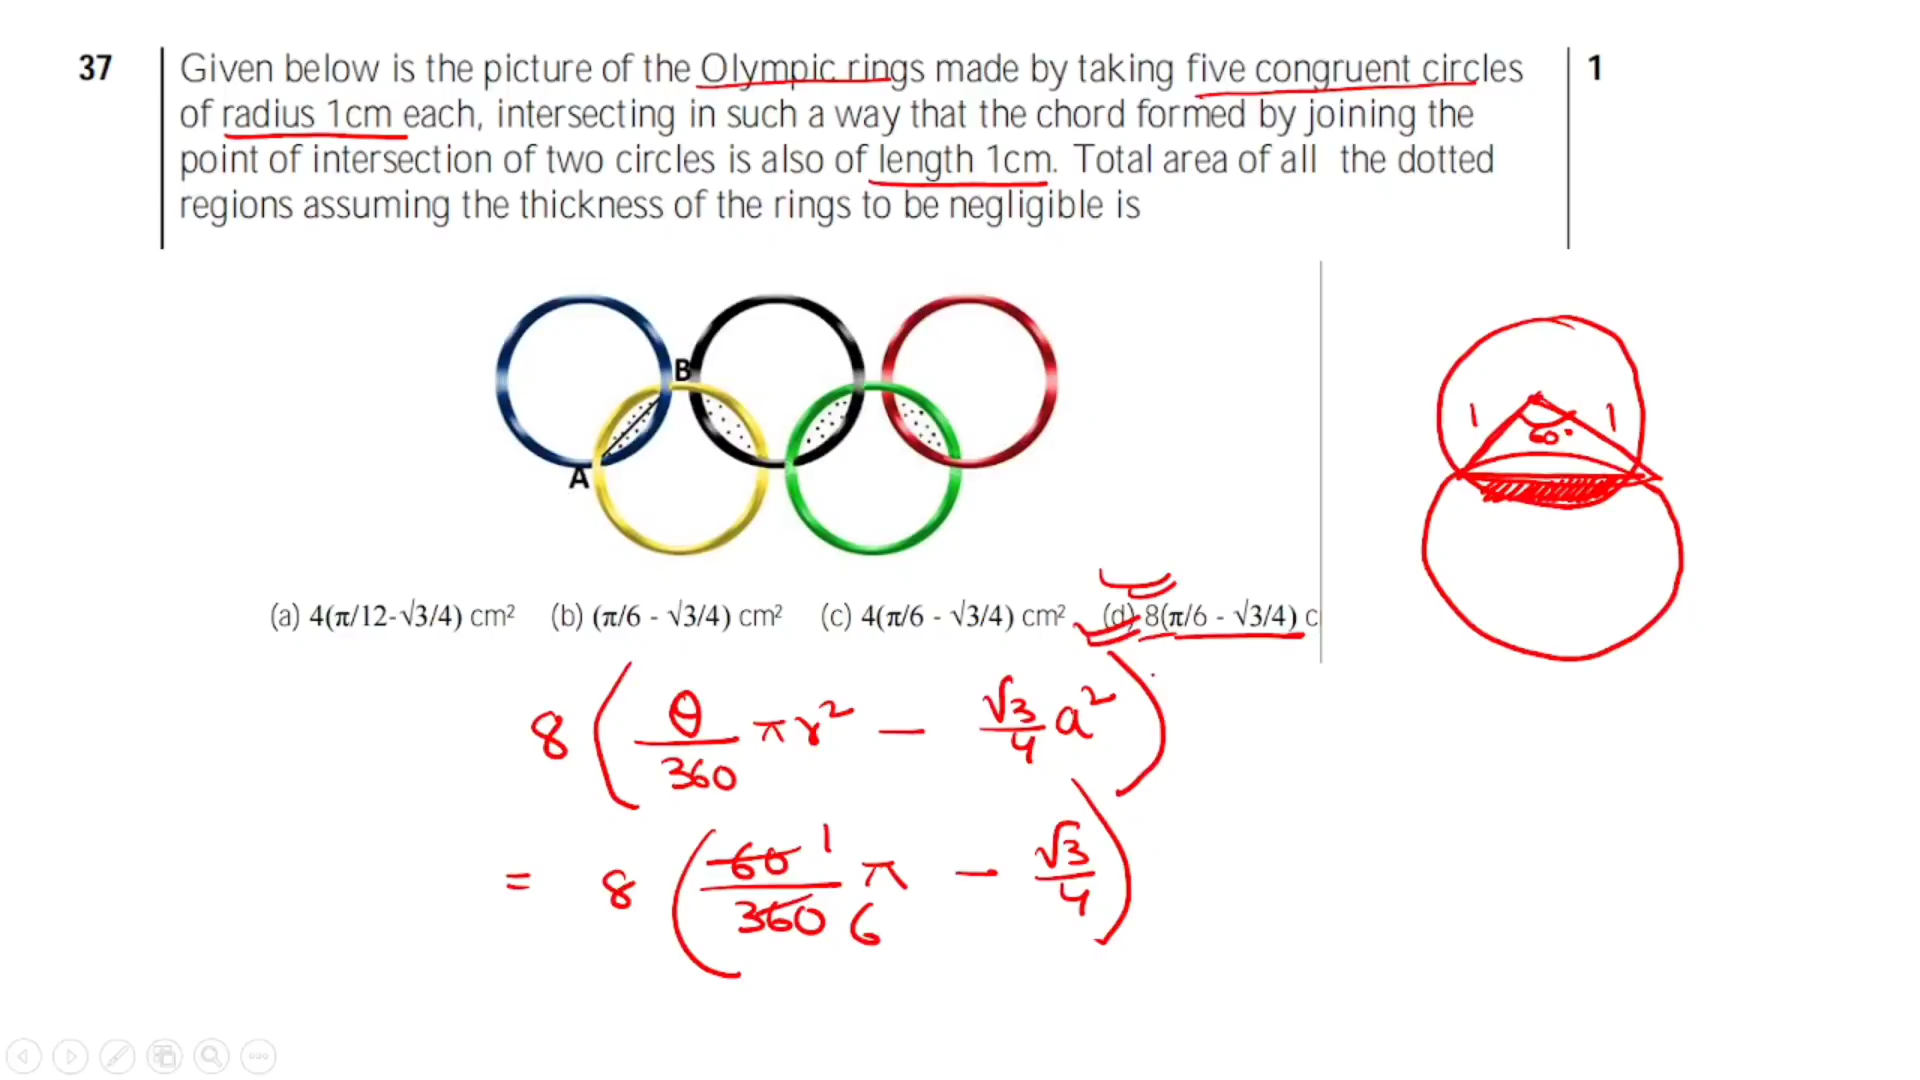 37 Given below is the picture of the Olympic rings made by taking five congruent circles 1
of radius 1cm each, intersecting in such a way that the chord formed by joining the
point of intersection of two circles is also of length 1cm. Total area of all the dotted
regions assuming the thickness of the rings to be negligible is
B
A
1 1
60°
(a) 4(π/12-√3/4) cm² (b) (π/6 - √3/4) cm² (c) 4(π/6 - √3/4) cm² (d) 8(π/6 - √3/4) c
8 ( θ/360 πr² − √3/4 a² )
= 8 ( 60 1/360 6 π − √3/4 )